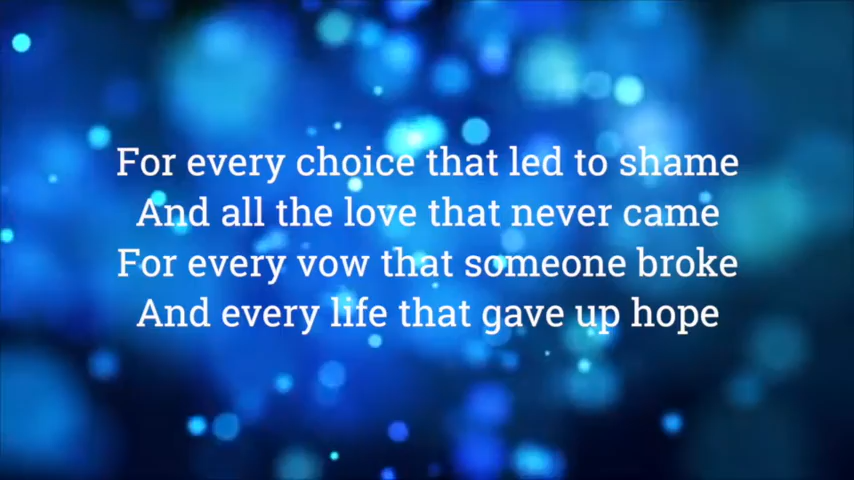 For every choice that led to shame
And all the love that never came
For every vow that someone broke
And every life that gave up hope